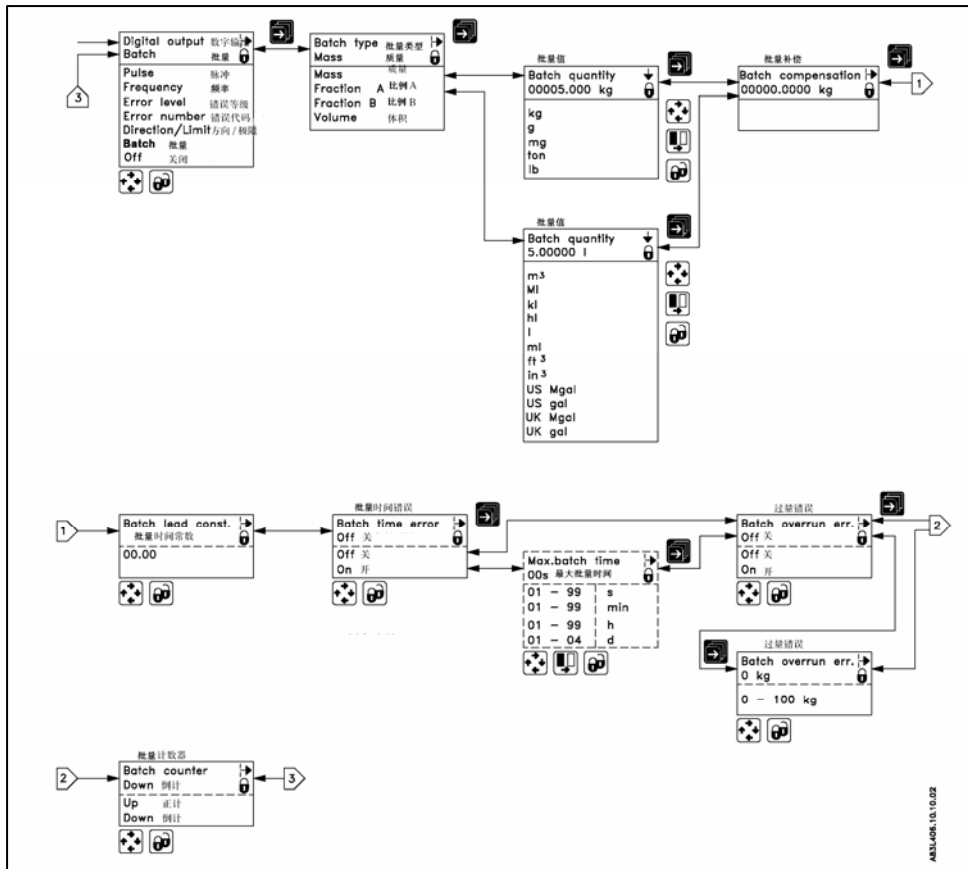 Digital output 数字输
Batch 批量
Pulse 脉冲
Frequency 频率
Error level 错误等级
Error number 错误代码
Direction/Limit 方向/极限
Batch 批量
Off 关闭
3
Batch type 批量类型
Mass 质量
Mass 质量
Fraction A 比例A
Fraction B 比例B
Volume 体积
批量值
Batch quantity
00005.000 kg
kg
g
mg
ton
lb
批量补偿
Batch compensation
00000.0000 kg
1
批量值
Batch quantity
5.00000 l
m3
Ml
kl
hl
l
ml
ft 3
in 3
US Mgal
US gal
UK Mgal
UK gal
1
Batch lead const.
批量时间常数
00.00
批量时间错误
Batch time error
Off 关
Off 关
On 开
Max.batch time
00s 最大批量时间
01 - 99 s
01 - 99 min
01 - 99 h
01 - 04 d
过量错误
Batch overrun err.
Off 关
Off 关
On 开
2
过量错误
Batch overrun err.
0 kg
0 - 100 kg
2
批量计数器
Batch counter
Down 倒计
Up 正计
Down 倒计
3
A83L406.10.10.02